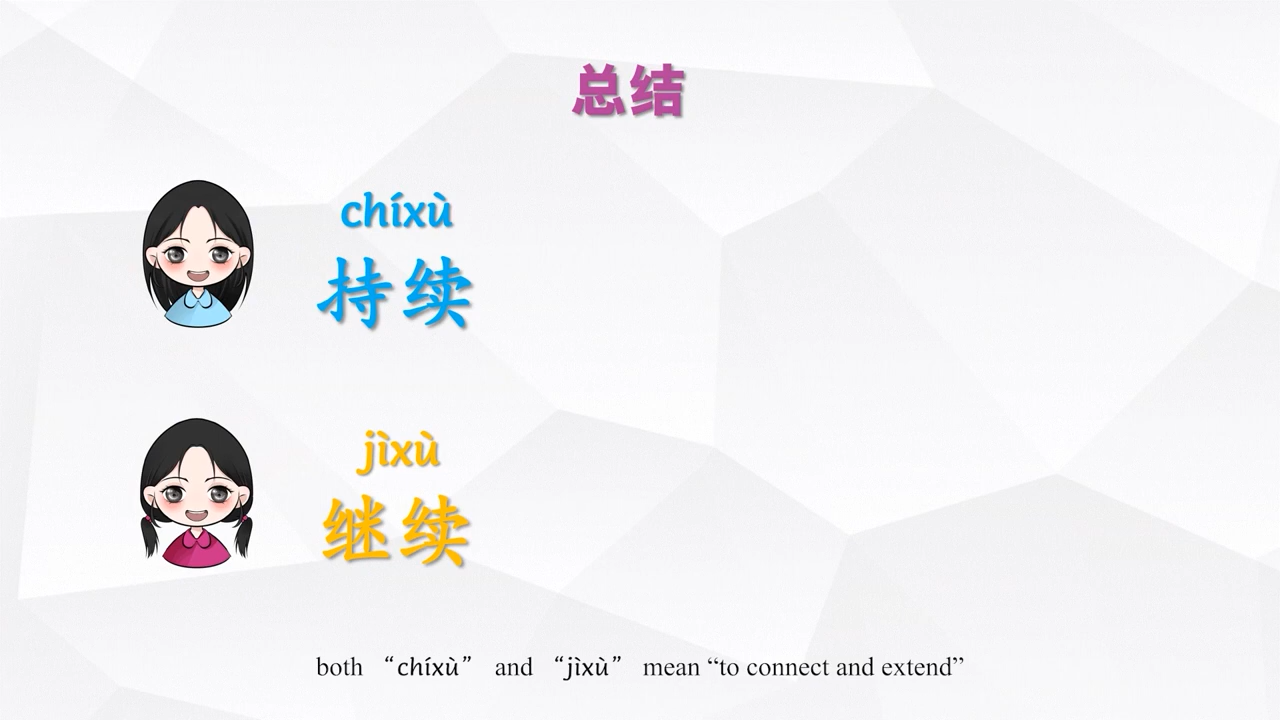 总结
chíxù
持续
jìxù
继续
both “chíxù” and “jìxù” mean “to connect and extend”